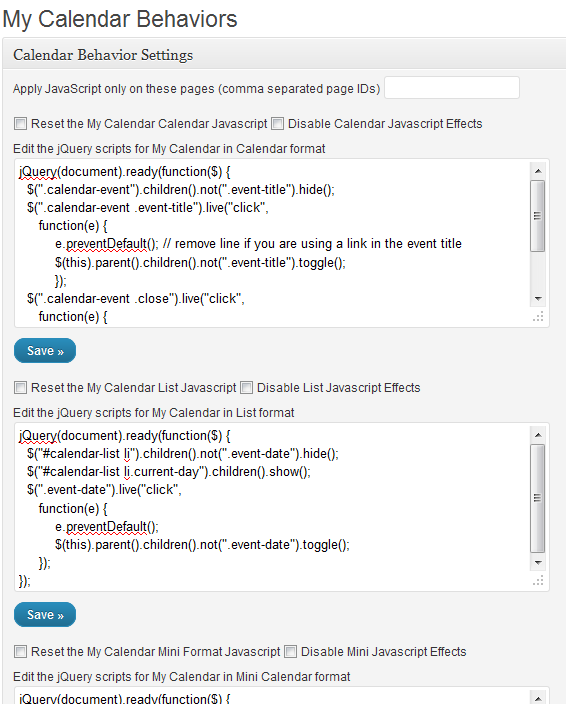 My Calendar Behaviors
Calendar Behavior Settings
Apply JavaScript only on these pages (comma separated page IDs)
Reset the My Calendar Calendar Javascript Disable Calendar Javascript Effects
Edit the jQuery scripts for My Calendar in Calendar format
jQuery(document).ready(function($) {
$(".calendar-event").children().not(".event-title").hide();
$(".calendar-event .event-title").live("click",
function(e) {
e.preventDefault(); // remove line if you are using a link in the event title
$(this).parent().children().not(".event-title").toggle();
});
$(".calendar-event .close").live("click",
function(e) {
Save »
Reset the My Calendar List Javascript Disable List Javascript Effects
Edit the jQuery scripts for My Calendar in List format
jQuery(document).ready(function($) {
$("#calendar-list li").children().not(".event-date").hide();
$("#calendar-list li.current-day").children().show();
$(".event-date").live("click",
function(e) {
e.preventDefault();
$(this).parent().children().not(".event-date").toggle();
});
});
Save »
Reset the My Calendar Mini Format Javascript Disable Mini Javascript Effects
Edit the jQuery scripts for My Calendar in Mini Calendar format
jQuery(document).ready(function($) {